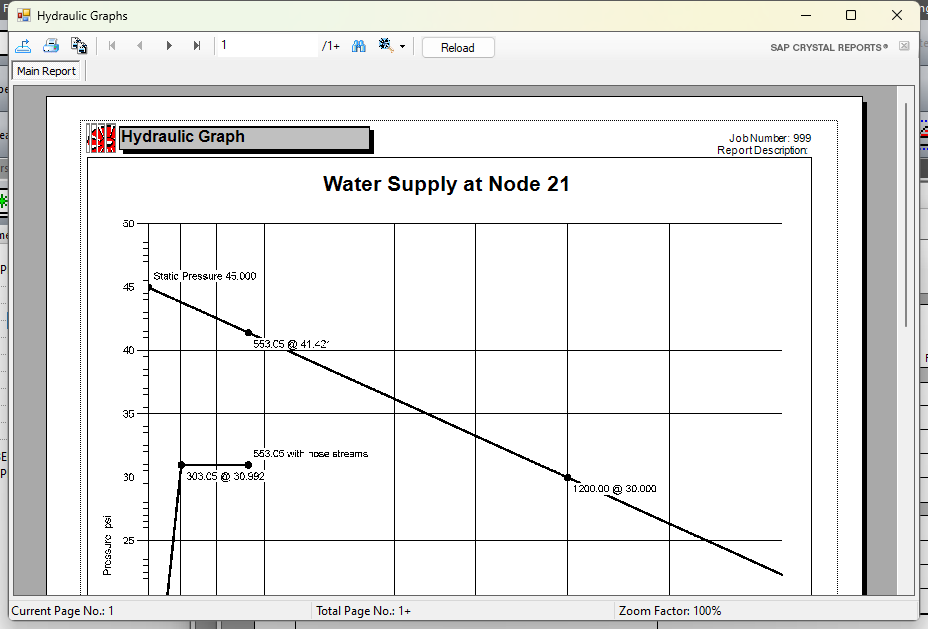 Hydraulic Graphs
1 /1+ Reload SAP CRYSTAL REPORTS®
Main Report
Hydraulic Graph
Job Number: 999
Report Description:
Water Supply at Node 21
50
Static Pressure 45.000
45
553.05 @ 41.421
40
35
553.05 with hose streams
30
303.05 @ 30.992
1200.00 @ 30.000
25
Pressure psi
Current Page No.: 1 Total Page No.: 1+ Zoom Factor: 100%